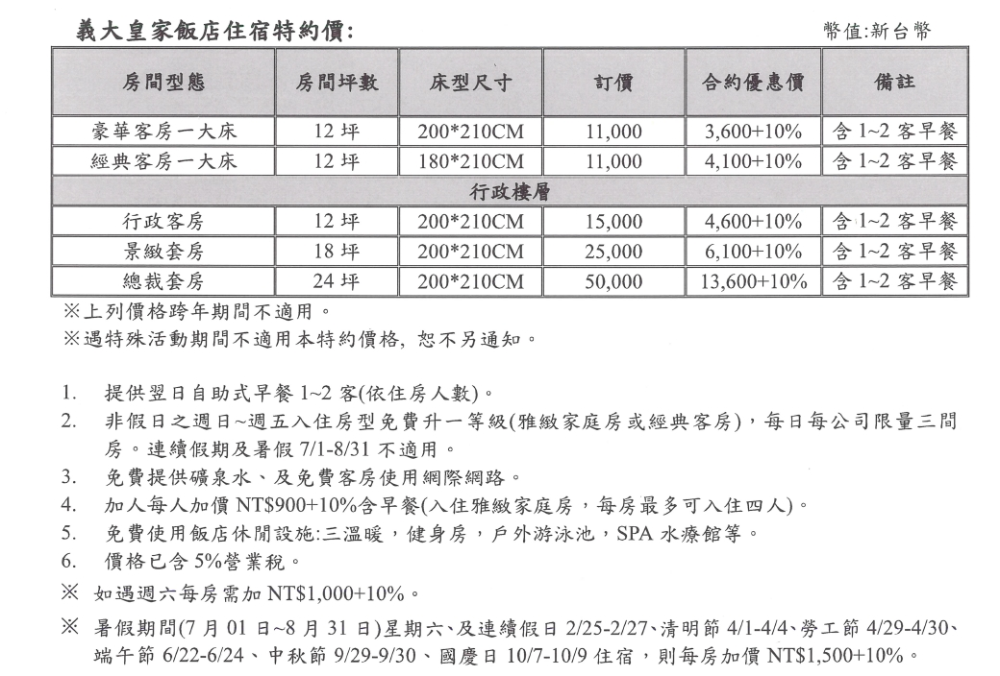 義大皇家飯店住宿特約價:
幣值:新台幣
房間型態 房間坪數 床型尺寸 訂價 合約優惠價 備註
豪華客房一大床 12 坪 200*210CM 11,000 3,600+10% 含 1~2 客早餐
經典客房一大床 12 坪 180*210CM 11,000 4,100+10% 含 1~2 客早餐
行政樓層
行政客房 12 坪 200*210CM 15,000 4,600+10% 含 1~2 客早餐
景緻套房 18 坪 200*210CM 25,000 6,100+10% 含 1~2 客早餐
總裁套房 24 坪 200*210CM 50,000 13,600+10% 含 1~2 客早餐
※上列價格跨年期間不適用。
※遇特殊活動期間不適用本特約價格, 恕不另通知。
1. 提供翌日自助式早餐 1~2 客(依住房人數)。
2. 非假日之週日~週五入住房型免費升一等級(雅緻家庭房或經典客房)，每日每公司限量三間
房。連續假期及暑假 7/1-8/31 不適用。
3. 免費提供礦泉水、及免費客房使用網際網路。
4. 加人每人加價 NT$900+10%含早餐(入住雅緻家庭房，每房最多可入住四人)。
5. 免費使用飯店休閒設施:三溫暖，健身房，戶外游泳池，SPA 水療館等。
6. 價格已含 5%營業稅。
※ 如遇週六每房需加 NT$1,000+10%。
※ 暑假期間(7 月 01 日~8 月 31 日)星期六、及連續假日 2/25-2/27、清明節 4/1-4/4、勞工節 4/29-4/30、
端午節 6/22-6/24、中秋節 9/29-9/30、國慶日 10/7-10/9 住宿，則每房加價 NT$1,500+10%。